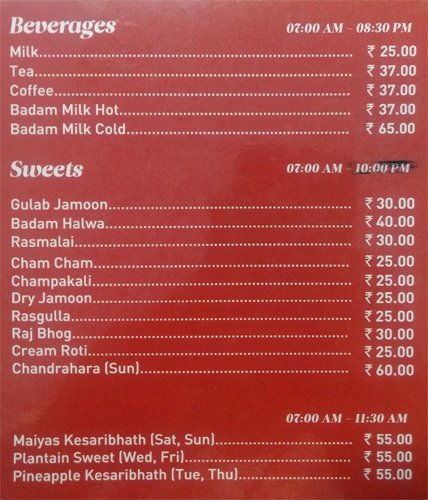 Beverages 07:00 AM - 08:30 PM
Milk ₹ 25.00
Tea ₹ 37.00
Coffee ₹ 37.00
Badam Milk Hot ₹ 37.00
Badam Milk Cold ₹ 65.00
Sweets 07:00 AM - 10:00 PM
Gulab Jamoon ₹ 30.00
Badam Halwa ₹ 40.00
Rasmalai ₹ 30.00
Cham Cham ₹ 25.00
Champakali ₹ 25.00
Dry Jamoon ₹ 25.00
Rasgulla ₹ 25.00
Raj Bhog ₹ 30.00
Cream Roti ₹ 25.00
Chandrahara (Sun) ₹ 60.00
07:00 AM - 11:30 AM
Maiyas Kesaribhath (Sat, Sun) ₹ 55.00
Plantain Sweet (Wed, Fri) ₹ 55.00
Pineapple Kesaribhath (Tue, Thu) ₹ 55.00